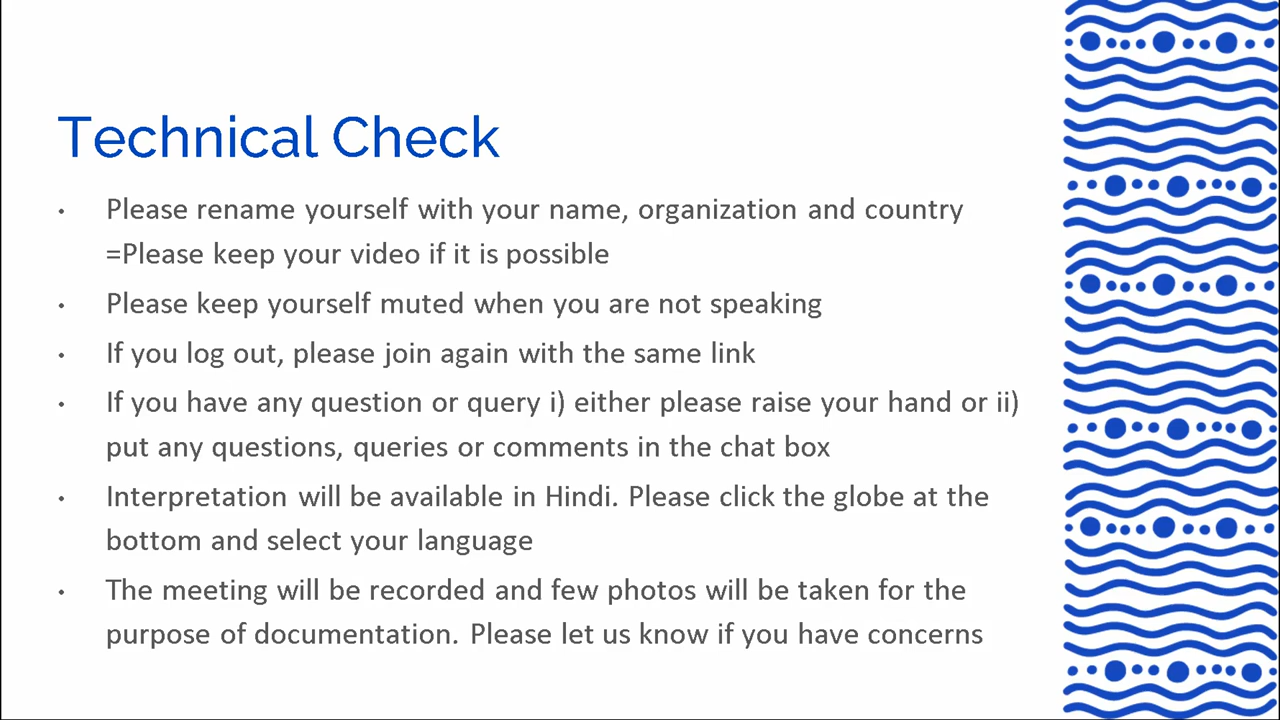 Technical Check
• Please rename yourself with your name, organization and country
=Please keep your video if it is possible
• Please keep yourself muted when you are not speaking
• If you log out, please join again with the same link
• If you have any question or query i) either please raise your hand or ii)
put any questions, queries or comments in the chat box
• Interpretation will be available in Hindi. Please click the globe at the
bottom and select your language
• The meeting will be recorded and few photos will be taken for the
purpose of documentation. Please let us know if you have concerns